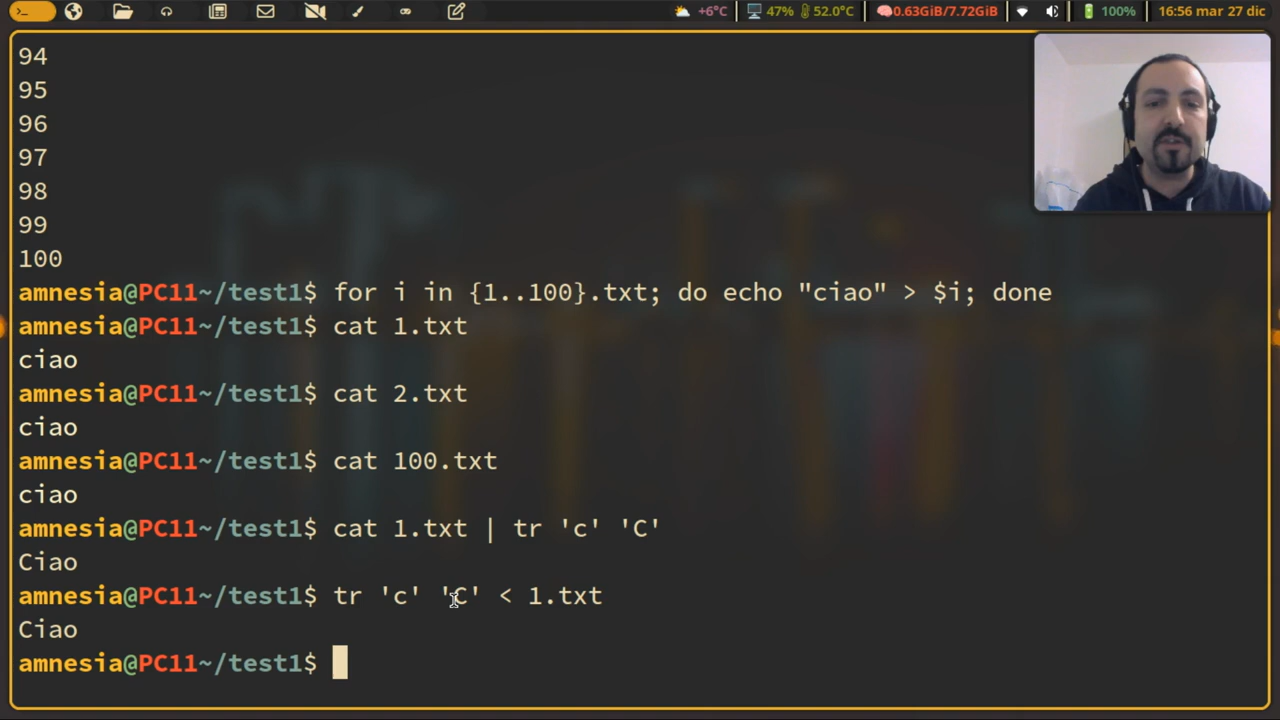 >_ +6°C 47% 52.0°C 0.63GiB/7.72GiB 100% 16:56 mar 27 dic
94
95
96
97
98
99
100
amnesia@PC11~/test1$ for i in {1..100}.txt; do echo "ciao" > $i; done
amnesia@PC11~/test1$ cat 1.txt
ciao
amnesia@PC11~/test1$ cat 2.txt
ciao
amnesia@PC11~/test1$ cat 100.txt
ciao
amnesia@PC11~/test1$ cat 1.txt | tr 'c' 'C'
Ciao
amnesia@PC11~/test1$ tr 'c' 'C' < 1.txt
Ciao
amnesia@PC11~/test1$